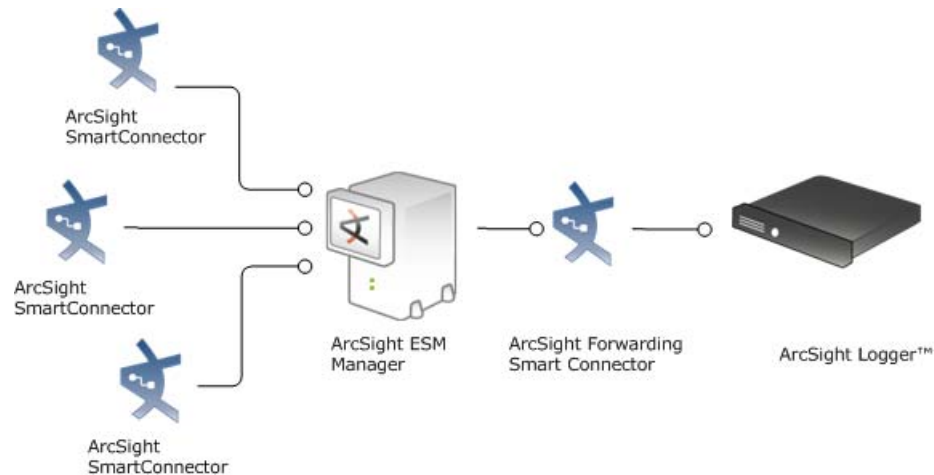 ArcSight
SmartConnector
ArcSight
SmartConnector
ArcSight
SmartConnector
ArcSight ESM
Manager
ArcSight Forwarding
Smart Connector
ArcSight Logger™